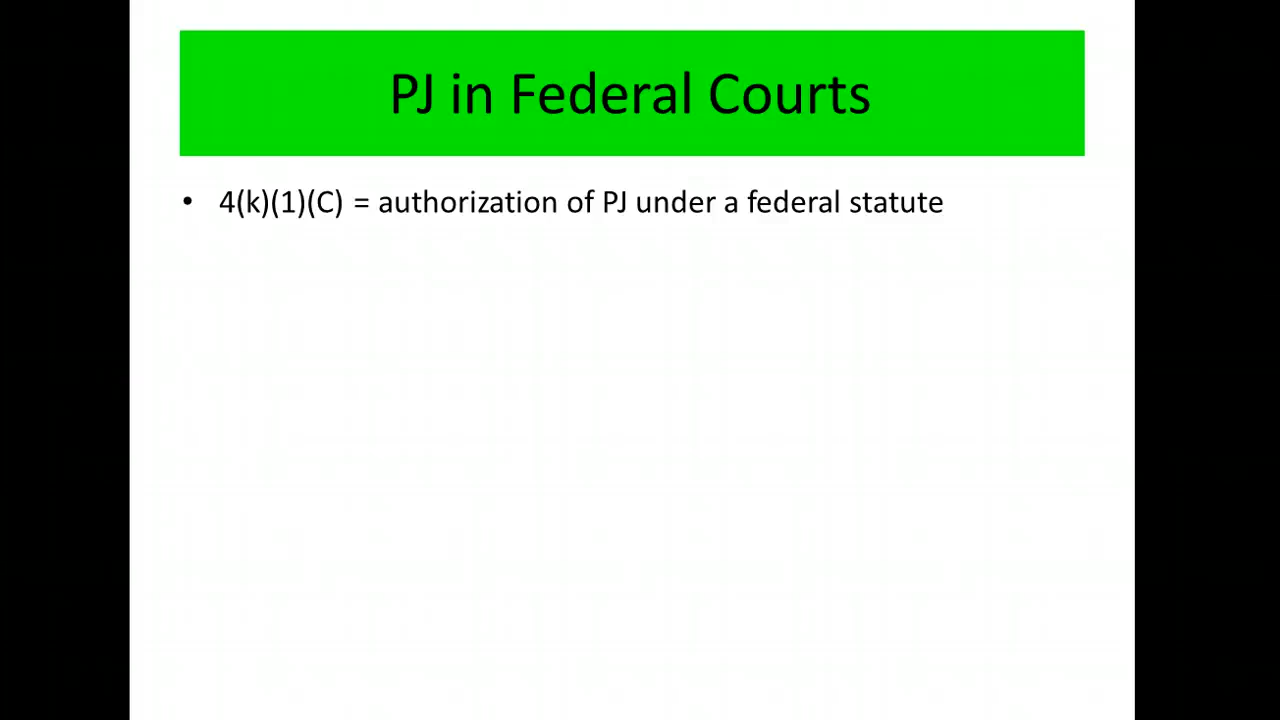 PJ in Federal Courts
• 4(k)(1)(C) = authorization of PJ under a federal statute